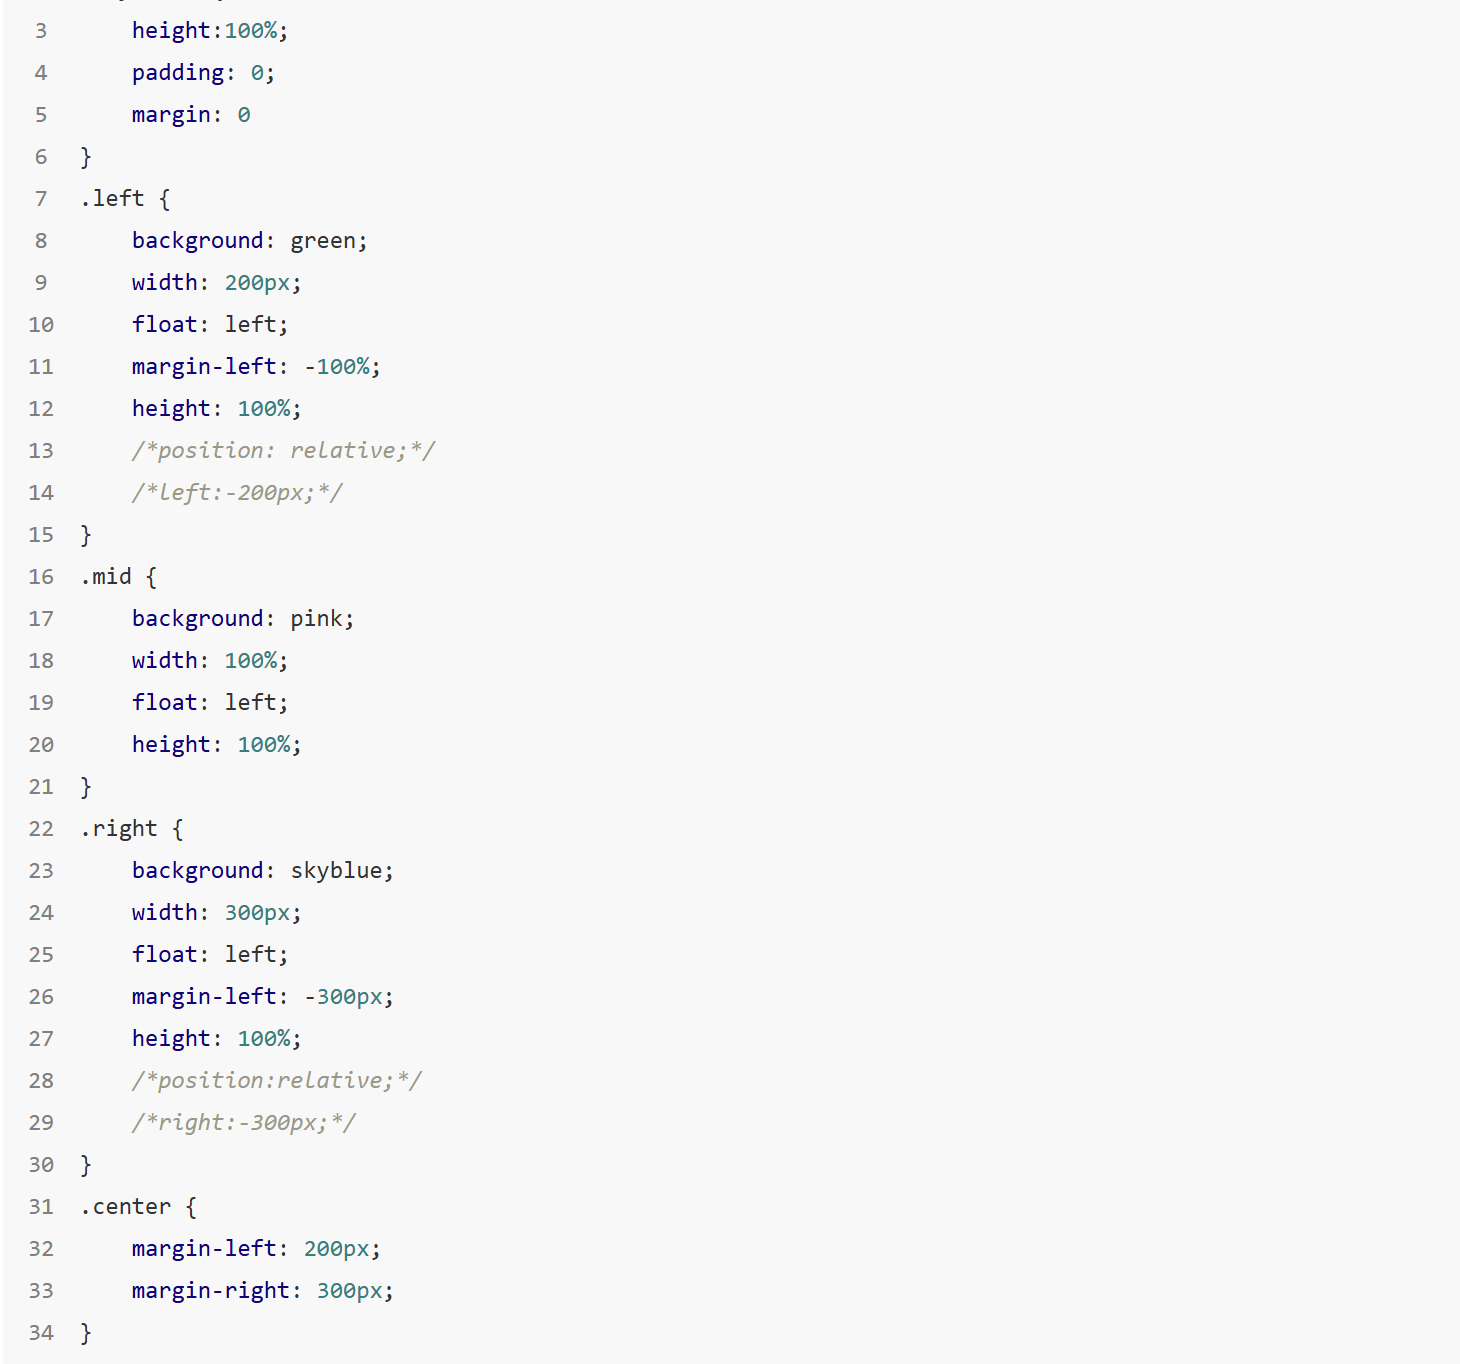 3 height:100%;
4 padding: 0;
5 margin: 0
6 }
7 .left {
8 background: green;
9 width: 200px;
10 float: left;
11 margin-left: -100%;
12 height: 100%;
13 /*position: relative;*/
14 /*left:-200px;*/
15 }
16 .mid {
17 background: pink;
18 width: 100%;
19 float: left;
20 height: 100%;
21 }
22 .right {
23 background: skyblue;
24 width: 300px;
25 float: left;
26 margin-left: -300px;
27 height: 100%;
28 /*position:relative;*/
29 /*right:-300px;*/
30 }
31 .center {
32 margin-left: 200px;
33 margin-right: 300px;
34 }